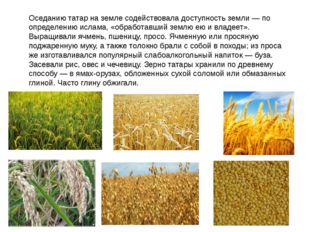 Оседанию татар на земле содействовала доступность земли — по
определению ислама, «обработавший землю ею и владеет».
Выращивали ячмень, пшеницу, просо. Ячменную или просяную
поджаренную муку, а также толокно брали с собой в походы; из проса
же изготавливался популярный слабоалкогольный напиток — буза.
Засевали рис, овес и чечевицу. Зерно татары хранили по древнему
способу — в ямах-орузах, обложенных сухой соломой или обмазанных
глиной. Часто глину обжигали.